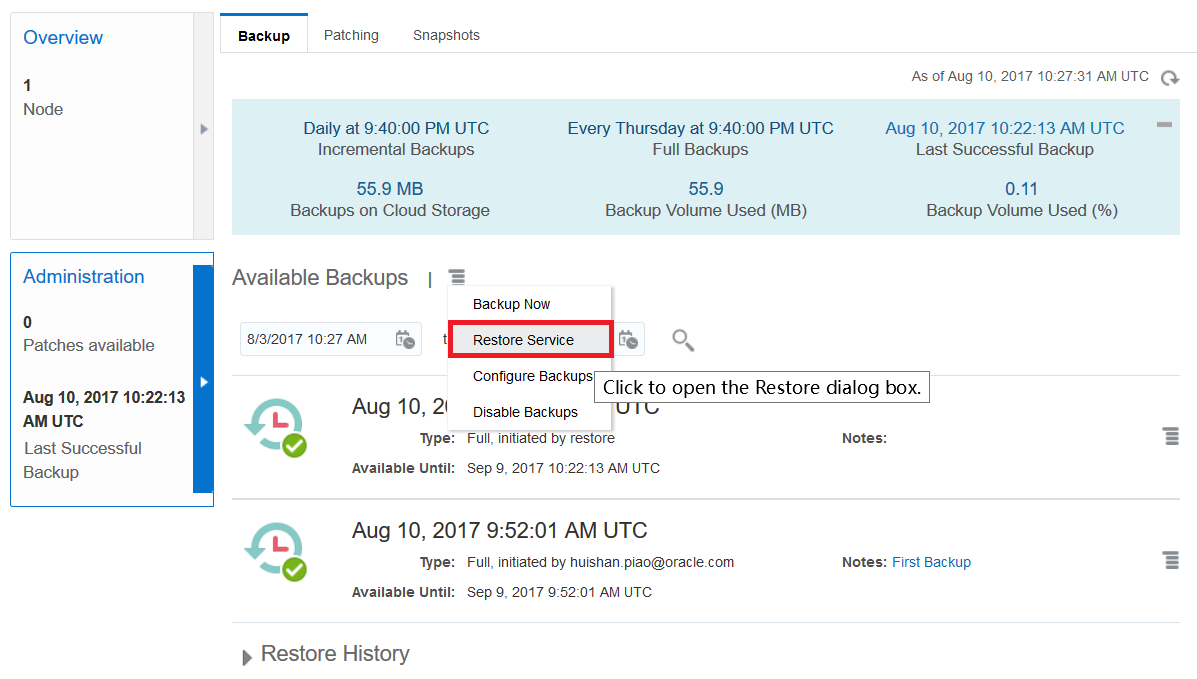 Overview
1
Node
Administration
0
Patches available
Aug 10, 2017 10:22:13
AM UTC
Last Successful
Backup
Backup
Patching
Snapshots
As of Aug 10, 2017 10:27:31 AM UTC
Daily at 9:40:00 PM UTC
Incremental Backups
Every Thursday at 9:40:00 PM UTC
Full Backups
Aug 10, 2017 10:22:13 AM UTC
Last Successful Backup
55.9 MB
Backups on Cloud Storage
55.9
Backup Volume Used (MB)
0.11
Backup Volume Used (%)
Available Backups |
Backup Now
8/3/2017 10:27 AM
Restore Service
Configure Backups
Click to open the Restore dialog box.
Disable Backups
Aug 10, UTC
Type: Full, initiated by restore
Notes:
Available Until: Sep 9, 2017 10:22:13 AM UTC
Aug 10, 2017 9:52:01 AM UTC
Type: Full, initiated by huishan.piao@oracle.com
Notes: First Backup
Available Until: Sep 9, 2017 9:52:01 AM UTC
Restore History